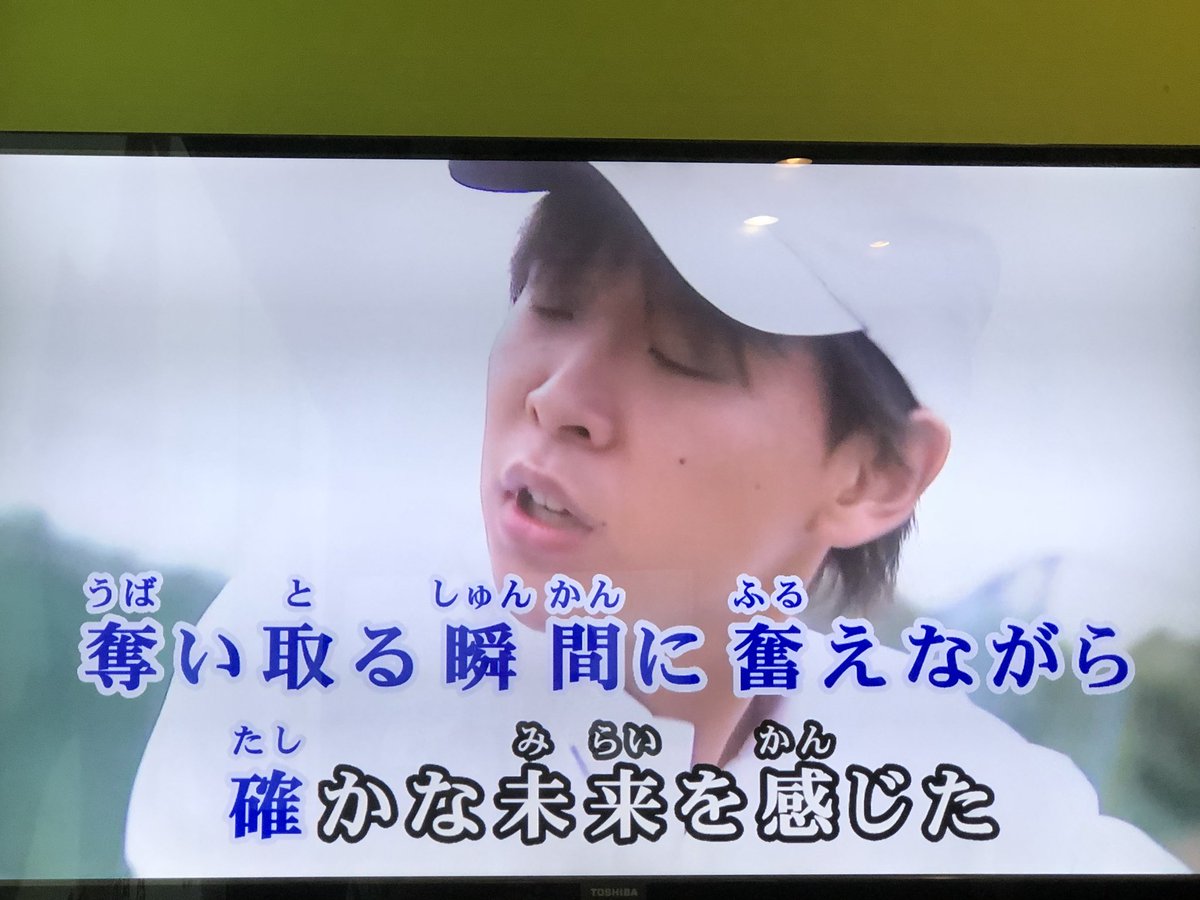 うば と しゅん かん ふる
奪い取る瞬間に奮えながら
たし み らい かん
確かな未来を感じた
TOSHIBA